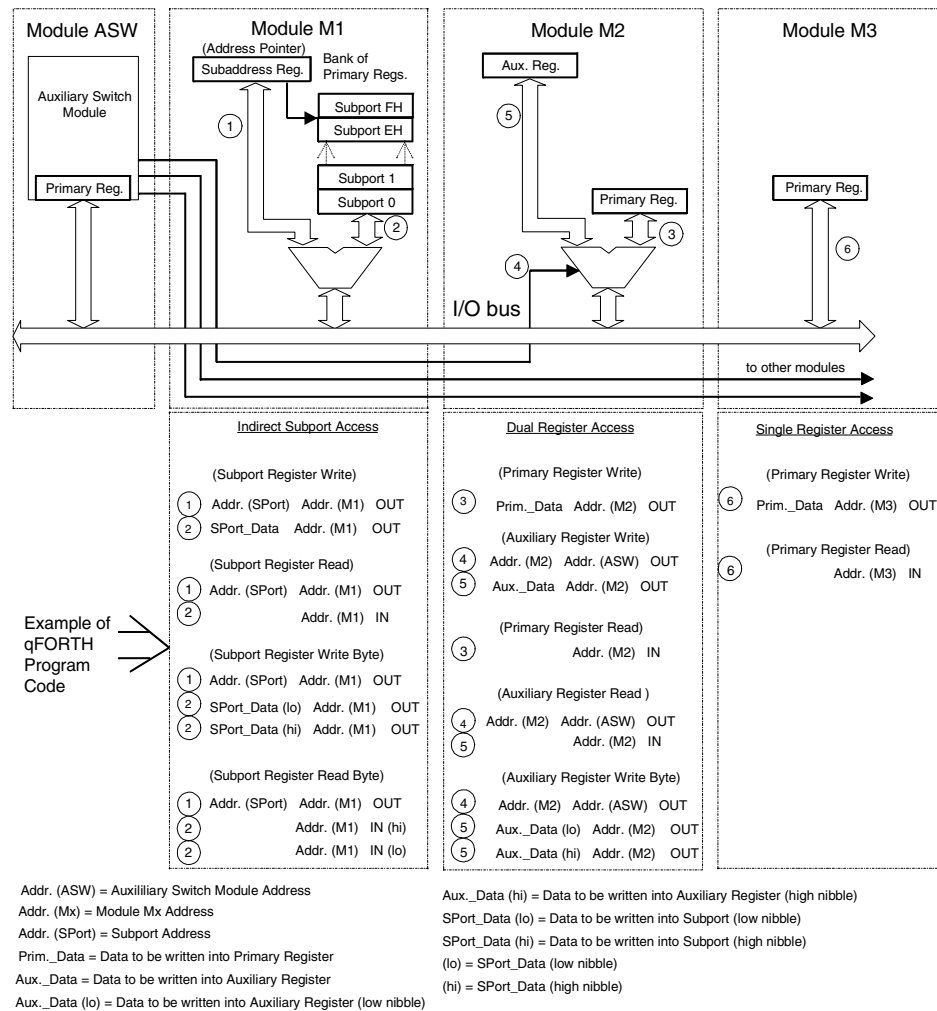 Module ASW
Module M1
Module M2
Module M3
Auxiliary Switch
Module
Primary Reg.
(Address Pointer)
Subaddress Reg.
Bank of
Primary Regs.
Subport FH
Subport EH
Subport 1
Subport 0
1
2
Aux. Reg.
5
Primary Reg.
3
4
Primary Reg.
6
I/O bus
to other modules
Example of
qFORTH
Program
Code
Indirect Subport Access
(Subport Register Write)
1 Addr. (SPort) Addr. (M1) OUT
2 SPort_Data Addr. (M1) OUT
(Subport Register Read)
1 Addr. (SPort) Addr. (M1) OUT
2 Addr. (M1) IN
(Subport Register Write Byte)
1 Addr. (SPort) Addr. (M1) OUT
2 SPort_Data (lo) Addr. (M1) OUT
2 SPort_Data (hi) Addr. (M1) OUT
(Subport Register Read Byte)
1 Addr. (SPort) Addr. (M1) OUT
2 Addr. (M1) IN (hi)
2 Addr. (M1) IN (lo)
Dual Register Access
(Primary Register Write)
3 Prim._Data Addr. (M2) OUT
(Auxiliary Register Write)
4 Addr. (M2) Addr. (ASW) OUT
5 Aux._Data Addr. (M2) OUT
(Primary Register Read)
3 Addr. (M2) IN
(Auxiliary Register Read )
4 Addr. (M2) Addr. (ASW) OUT
5 Addr. (M2) IN
(Auxiliary Register Write Byte)
4 Addr. (M2) Addr. (ASW) OUT
5 Aux._Data (lo) Addr. (M2) OUT
5 Aux._Data (hi) Addr. (M2) OUT
Single Register Access
(Primary Register Write)
6 Prim._Data Addr. (M3) OUT
(Primary Register Read)
6 Addr. (M3) IN
Addr. (ASW) = Auxililiary Switch Module Address
Addr. (Mx) = Module Mx Address
Addr. (SPort) = Subport Address
Prim._Data = Data to be written into Primary Register
Aux._Data = Data to be written into Auxiliary Register
Aux._Data (lo) = Data to be written into Auxiliary Register (low nibble)
Aux._Data (hi) = Data to be written into Auxiliary Register (high nibble)
SPort_Data (lo) = Data to be written into Subport (low nibble)
SPort_Data (hi) = Data to be written into Subport (high nibble)
(lo) = SPort_Data (low nibble)
(hi) = SPort_Data (high nibble)